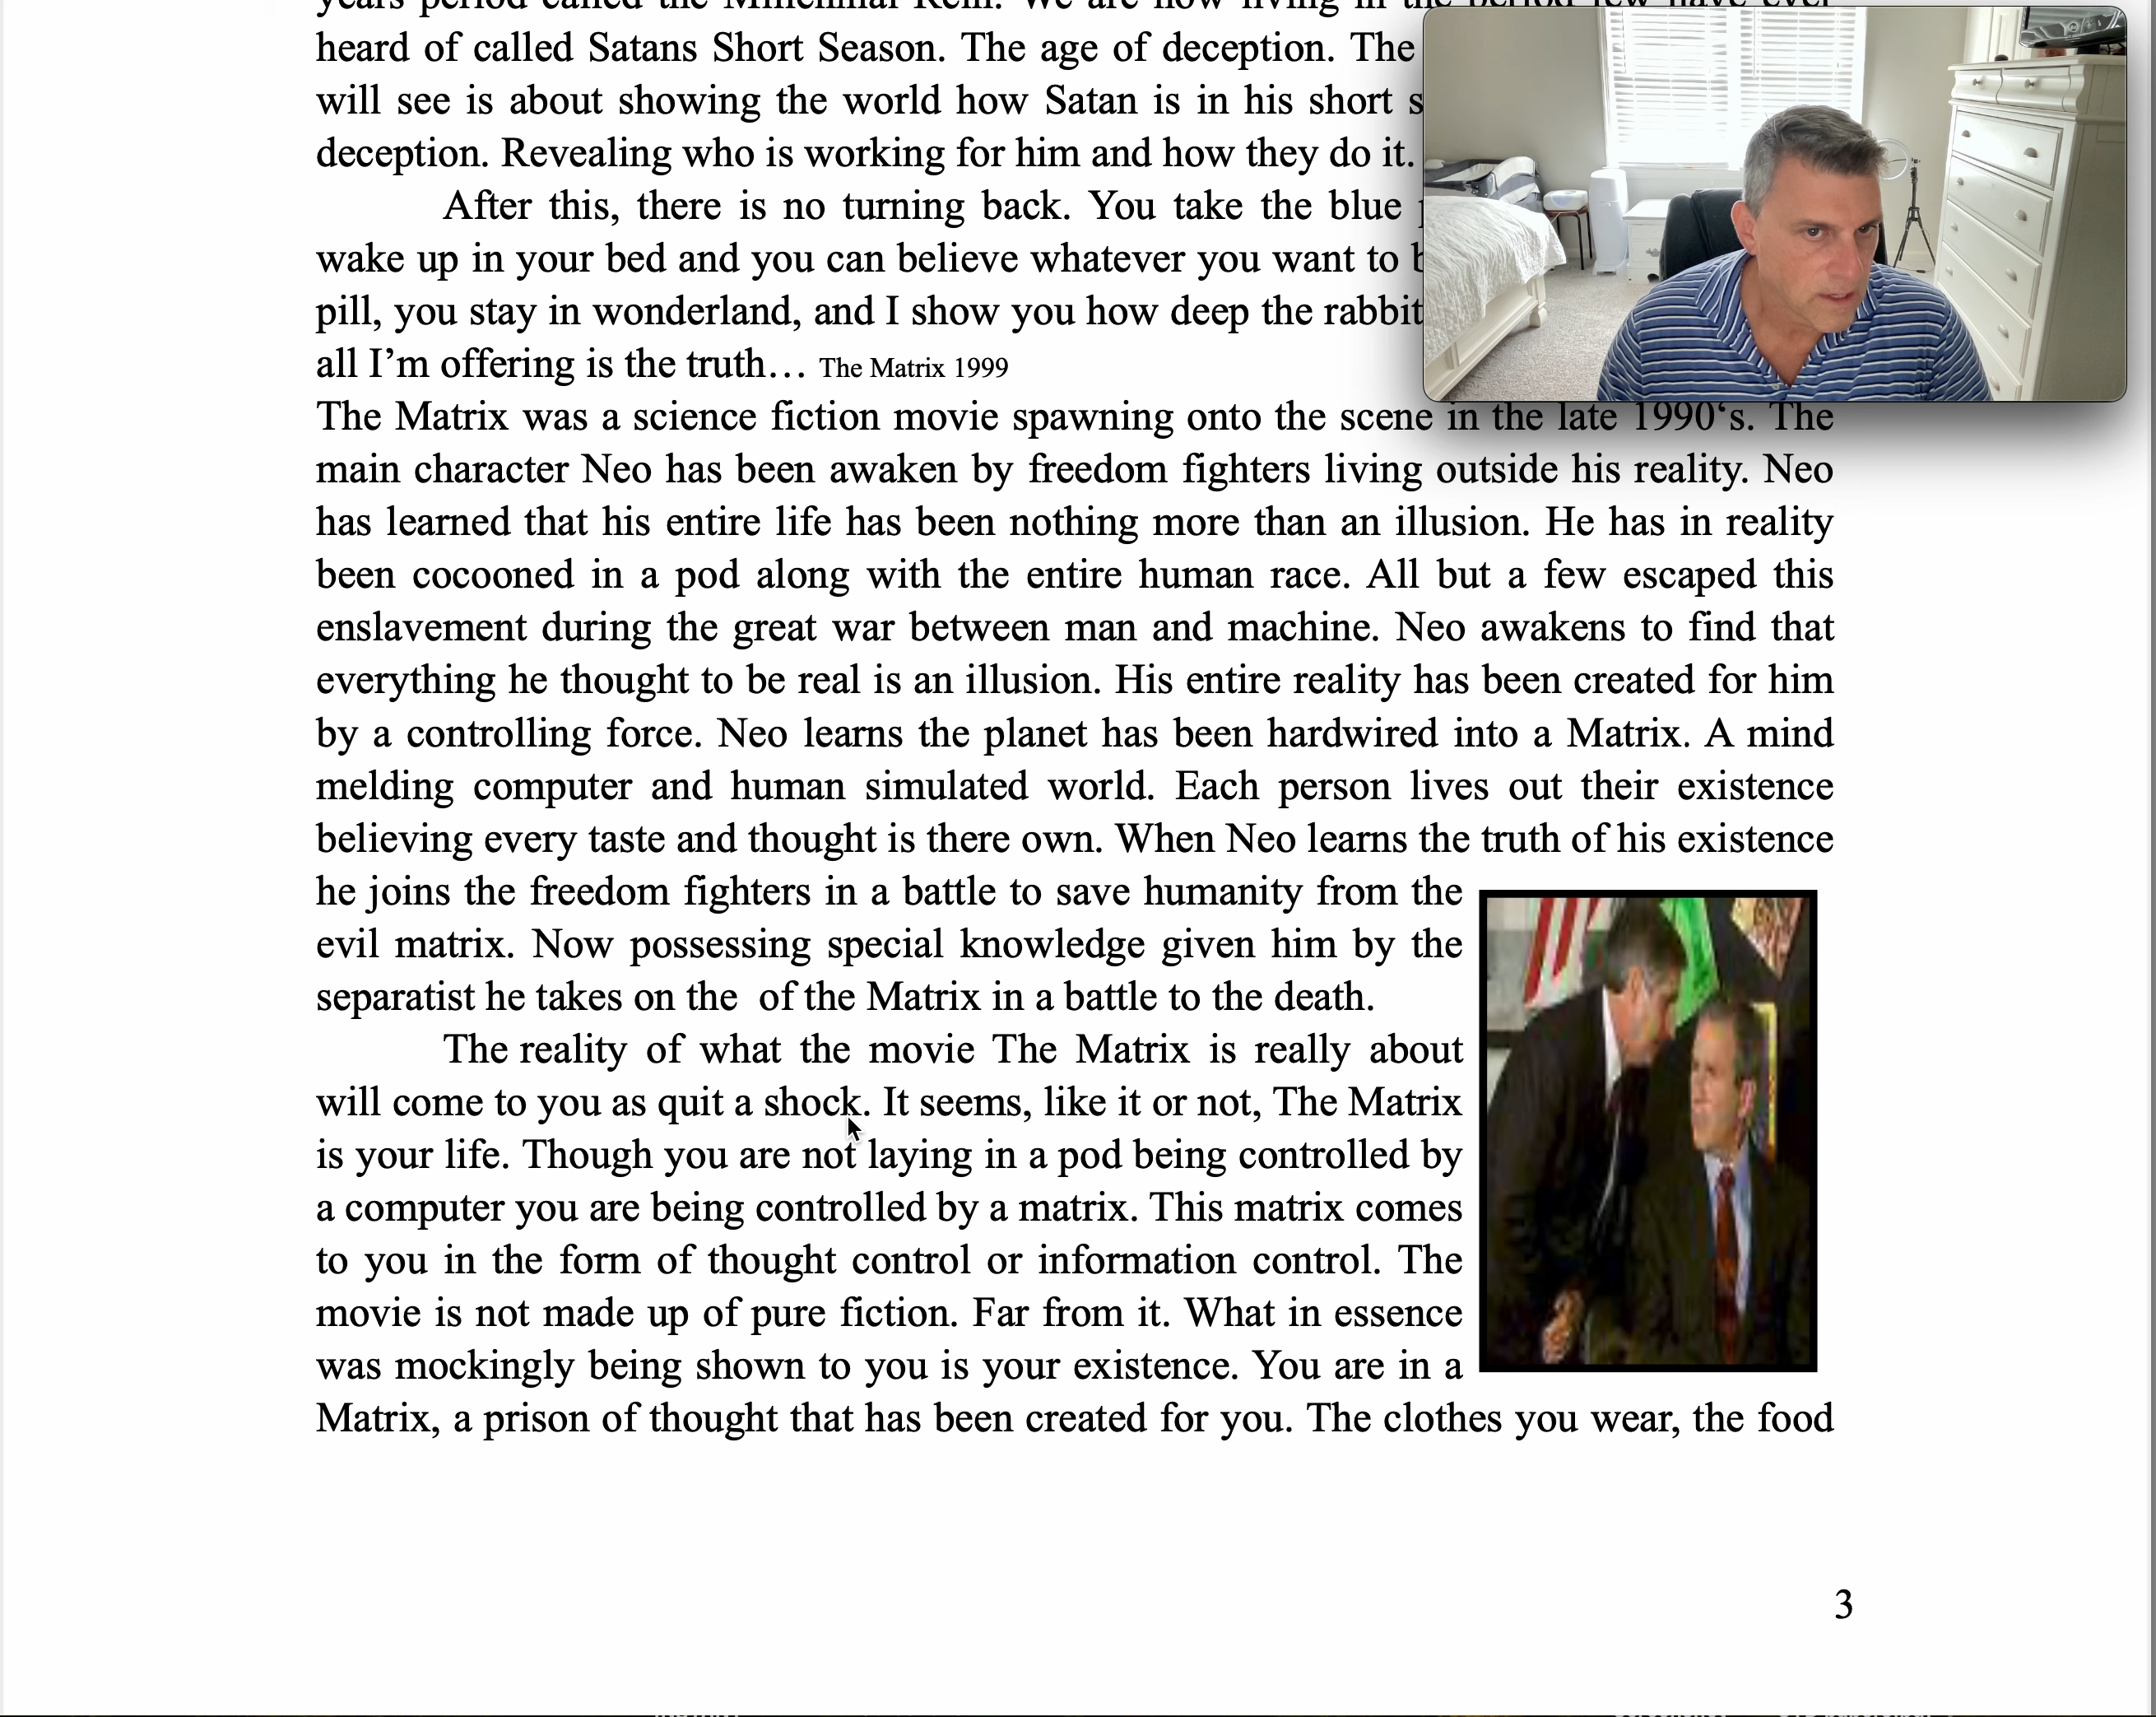 years period called the Millennial Rein. We are now living in the period few have ever
heard of called Satans Short Season. The age of deception. The
will see is about showing the world how Satan is in his short s
deception. Revealing who is working for him and how they do it.
After this, there is no turning back. You take the blue
wake up in your bed and you can believe whatever you want to b
pill, you stay in wonderland, and I show you how deep the rabbit
all I’m offering is the truth… The Matrix 1999
The Matrix was a science fiction movie spawning onto the scene in the late 1990‘s. The
main character Neo has been awaken by freedom fighters living outside his reality. Neo
has learned that his entire life has been nothing more than an illusion. He has in reality
been cocooned in a pod along with the entire human race. All but a few escaped this
enslavement during the great war between man and machine. Neo awakens to find that
everything he thought to be real is an illusion. His entire reality has been created for him
by a controlling force. Neo learns the planet has been hardwired into a Matrix. A mind
melding computer and human simulated world. Each person lives out their existence
believing every taste and thought is there own. When Neo learns the truth of his existence
he joins the freedom fighters in a battle to save humanity from the
evil matrix. Now possessing special knowledge given him by the
separatist he takes on the of the Matrix in a battle to the death.
The reality of what the movie The Matrix is really about
will come to you as quit a shock. It seems, like it or not, The Matrix
is your life. Though you are not laying in a pod being controlled by
a computer you are being controlled by a matrix. This matrix comes
to you in the form of thought control or information control. The
movie is not made up of pure fiction. Far from it. What in essence
was mockingly being shown to you is your existence. You are in a
Matrix, a prison of thought that has been created for you. The clothes you wear, the food
3